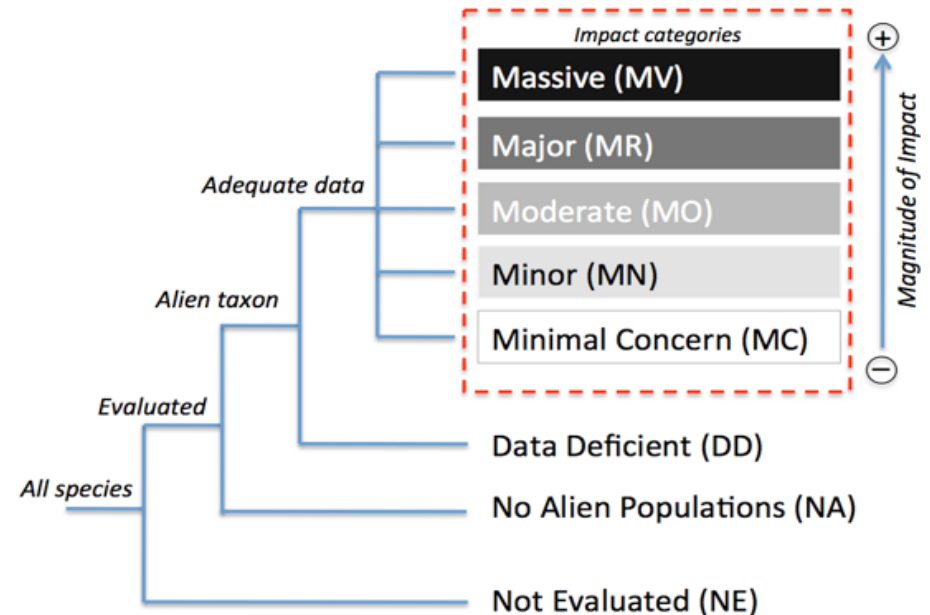 Impact categories
Massive (MV)
Major (MR)
Moderate (MO)
Minor (MN)
Minimal Concern (MC)
+
Magnitude of Impact
−
Adequate data
Alien taxon
Evaluated
All species
Data Deficient (DD)
No Alien Populations (NA)
Not Evaluated (NE)